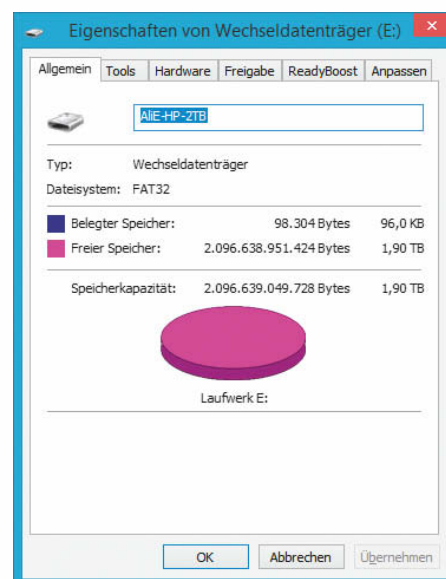 Eigenschaften von Wechseldatenträger (E:)
Allgemein Tools Hardware Freigabe ReadyBoost Anpassen
AliE-HP-2TB
Typ: Wechseldatenträger
Dateisystem: FAT32
Belegter Speicher: 98.304 Bytes 96,0 KB
Freier Speicher: 2.096.638.951.424 Bytes 1,90 TB
Speicherkapazität: 2.096.639.049.728 Bytes 1,90 TB
Laufwerk E:
OK Abbrechen Übernehmen